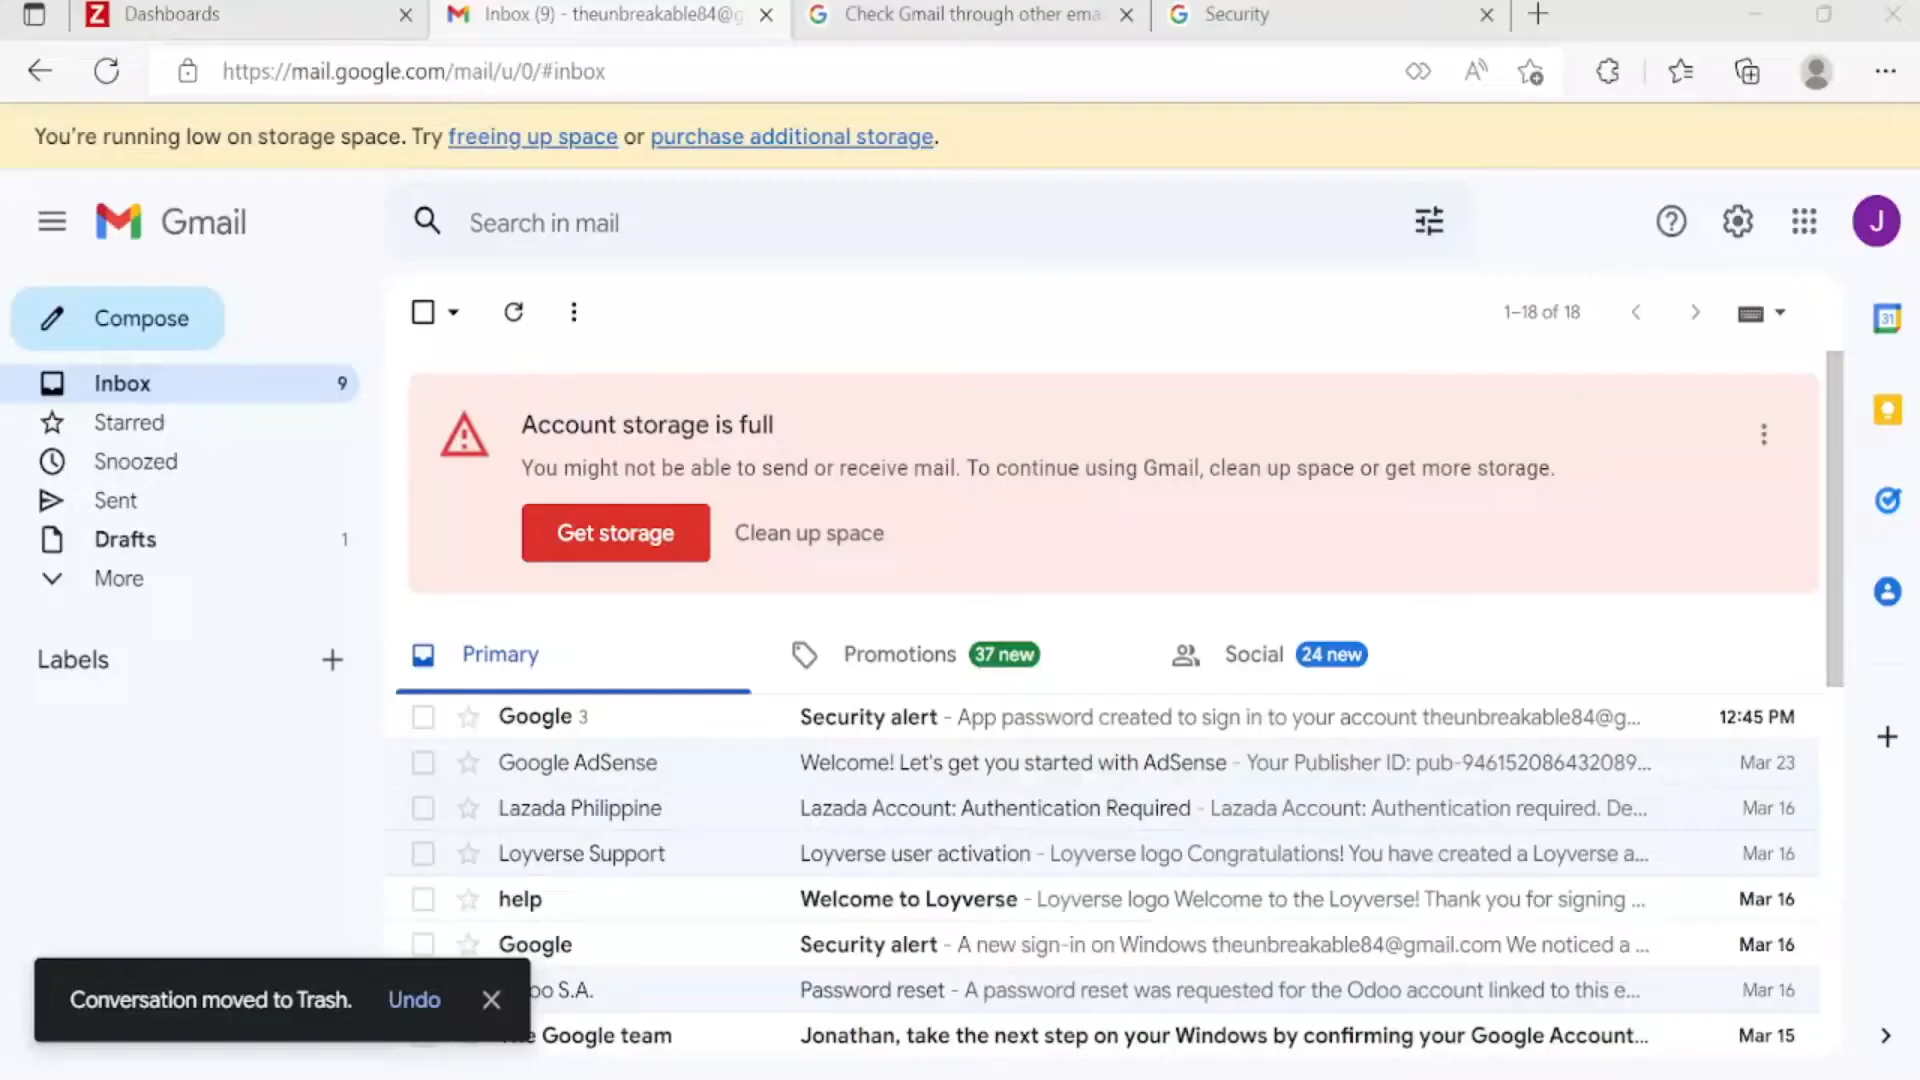 Dashboards
Inbox (9) - theunbreakable84@g
Check Gmail through other ema
Security
https://mail.google.com/mail/u/0/#inbox
You're running low on storage space. Try freeing up space or purchase additional storage.
Gmail
Search in mail
J
Compose
1–18 of 18
31
Inbox 9
Starred
Snoozed
Sent
Drafts 1
More
Labels
Account storage is full
You might not be able to send or receive mail. To continue using Gmail, clean up space or get more storage.
Get storage
Clean up space
Primary
Promotions 37 new
Social 24 new
Google 3 Security alert - App password created to sign in to your account theunbreakable84@g... 12:45 PM
Google AdSense Welcome! Let's get you started with AdSense - Your Publisher ID: pub-946152086432089... Mar 23
Lazada Philippine Lazada Account: Authentication Required - Lazada Account: Authentication required. De... Mar 16
Loyverse Support Loyverse user activation - Loyverse logo Congratulations! You have created a Loyverse a... Mar 16
help Welcome to Loyverse - Loyverse logo Welcome to the Loyverse! Thank you for signing ... Mar 16
Google Security alert - A new sign-in on Windows theunbreakable84@gmail.com We noticed a ... Mar 16
oo S.A. Password reset - A password reset was requested for the Odoo account linked to this e... Mar 16
e Google team Jonathan, take the next step on your Windows by confirming your Google Account... Mar 15
Conversation moved to Trash. Undo